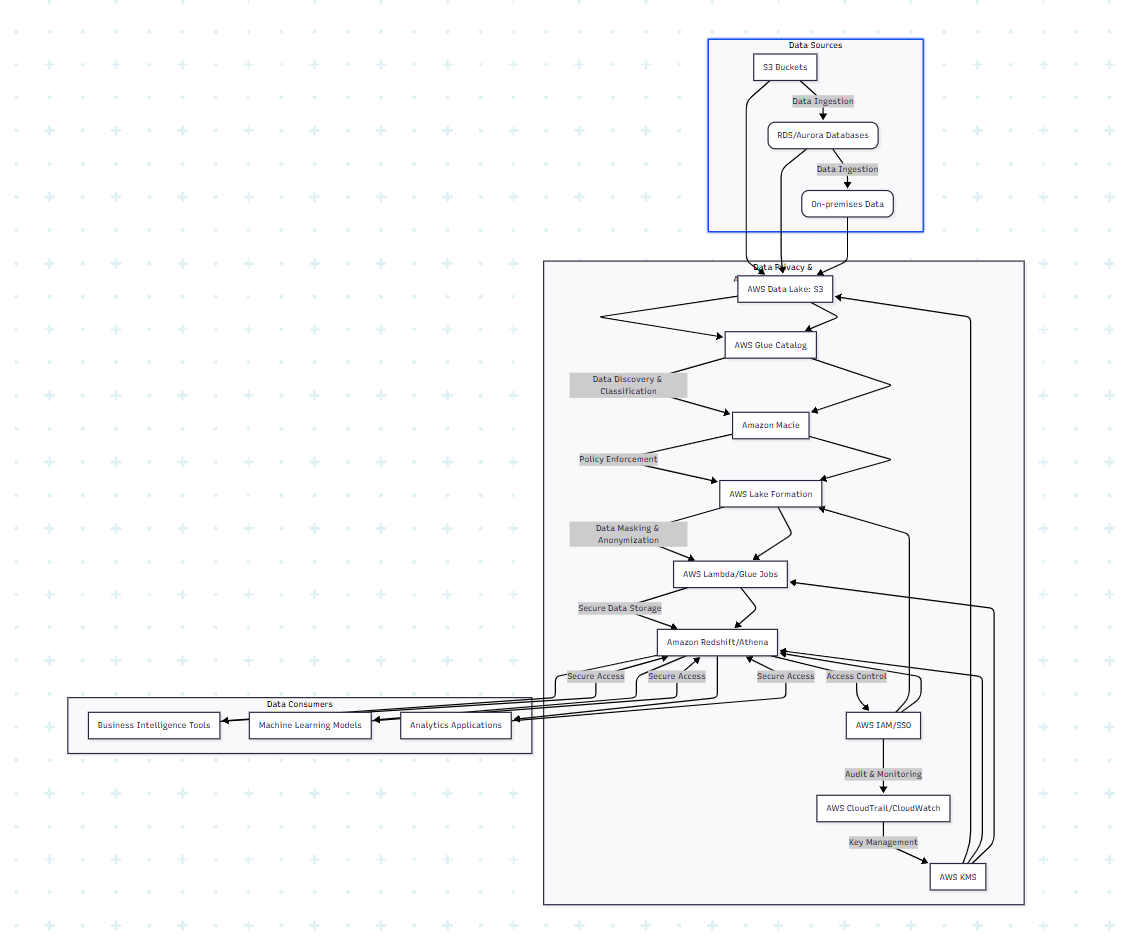 Data Sources
S3 Buckets
Data Ingestion
RDS/Aurora Databases
Data Ingestion
On-premises Data
Data Privacy &
AWS Data Lake: S3
AWS Glue Catalog
Data Discovery &
Classification
Amazon Macie
Policy Enforcement
AWS Lake Formation
Data Masking &
Anonymization
AWS Lambda/Glue Jobs
Secure Data Storage
Amazon Redshift/Athena
Secure Access
Secure Access
Secure Access
Access Control
Data Consumers
Business Intelligence Tools
Machine Learning Models
Analytics Applications
AWS IAM/SSO
Audit & Monitoring
AWS CloudTrail/CloudWatch
Key Management
AWS KMS